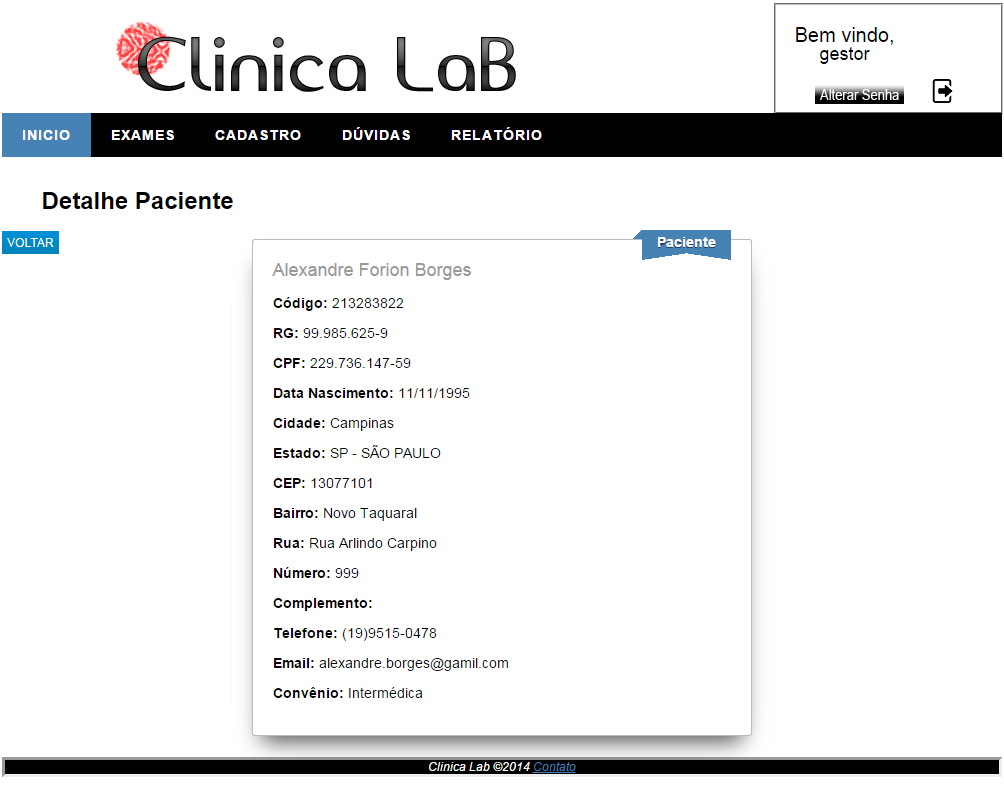 Clinica LaB
Bem vindo,
gestor
Alterar Senha
INICIO EXAMES CADASTRO DÚVIDAS RELATÓRIO
Detalhe Paciente
VOLTAR
Paciente
Alexandre Forion Borges
Código: 213283822
RG: 99.985.625-9
CPF: 229.736.147-59
Data Nascimento: 11/11/1995
Cidade: Campinas
Estado: SP - SÃO PAULO
CEP: 13077101
Bairro: Novo Taquaral
Rua: Rua Arlindo Carpino
Número: 999
Complemento:
Telefone: (19)9515-0478
Email: alexandre.borges@gamil.com
Convênio: Intermédica
Clinica Lab ©2014 Contato